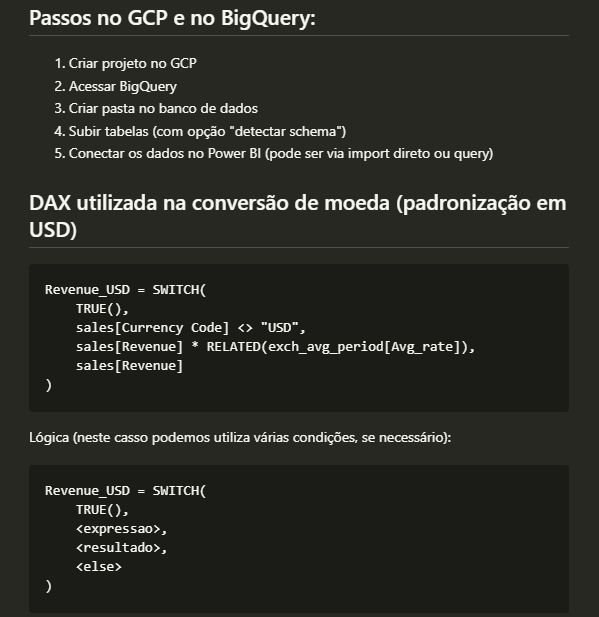 Passos no GCP e no BigQuery:
1. Criar projeto no GCP
2. Acessar BigQuery
3. Criar pasta no banco de dados
4. Subir tabelas (com opção "detectar schema")
5. Conectar os dados no Power BI (pode ser via import direto ou query)
DAX utilizada na conversão de moeda (padronização em
USD)
Revenue_USD = SWITCH(
    TRUE(),
    sales[Currency Code] <> "USD",
    sales[Revenue] * RELATED(exch_avg_period[Avg_rate]),
    sales[Revenue]
)
Lógica (neste casso podemos utiliza várias condições, se necessário):
Revenue_USD = SWITCH(
    TRUE(),
    <expressao>,
    <resultado>,
    <else>
)